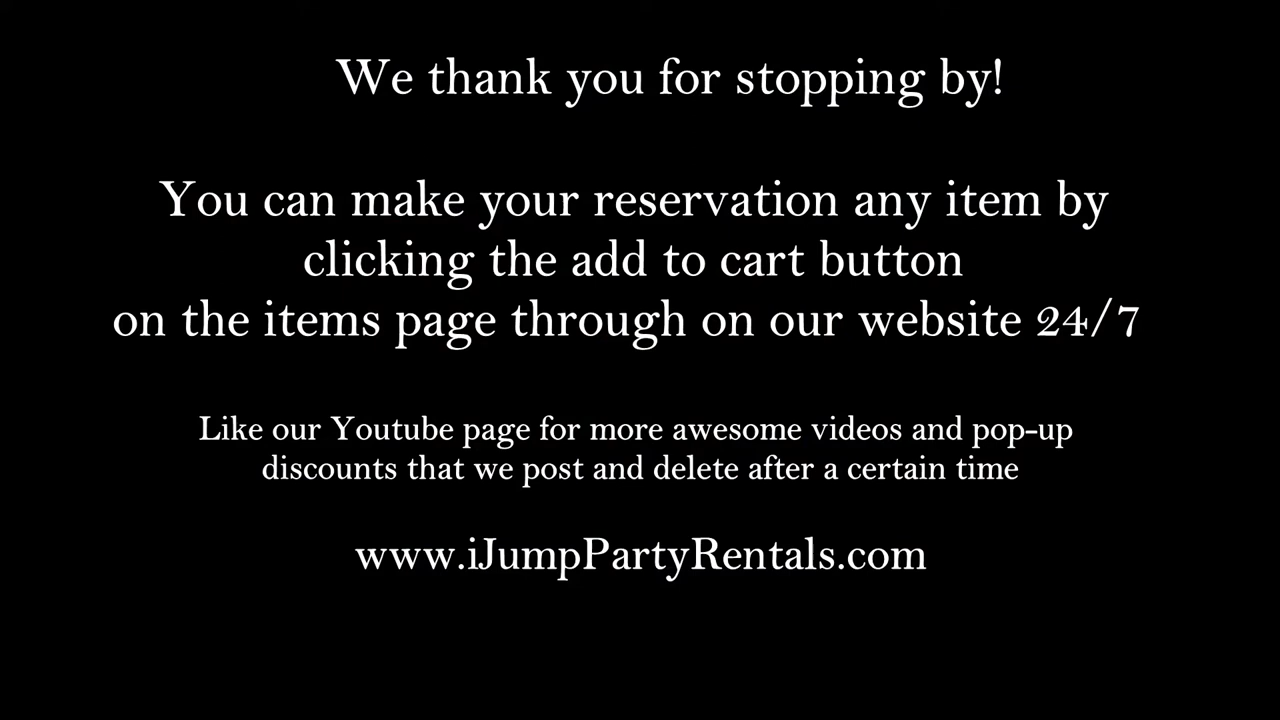 We thank you for stopping by!
You can make your reservation any item by
clicking the add to cart button
on the items page through on our website 24/7
Like our Youtube page for more awesome videos and pop-up
discounts that we post and delete after a certain time
www.iJumpPartyRentals.com